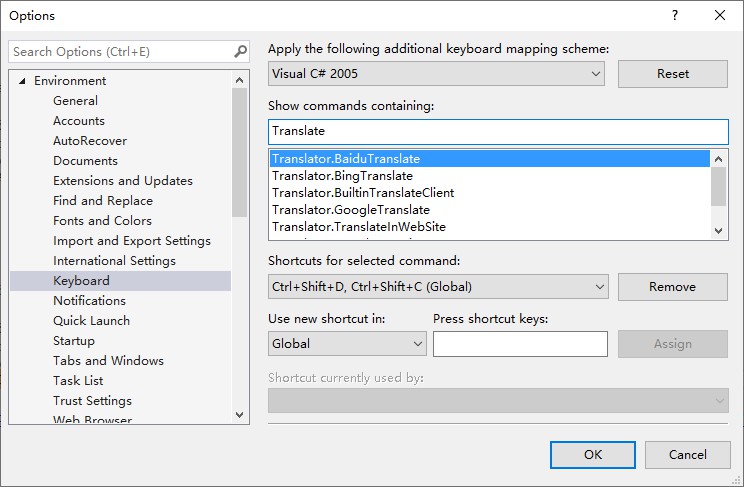 Options
Search Options (Ctrl+E)
Environment
General
Accounts
AutoRecover
Documents
Extensions and Updates
Find and Replace
Fonts and Colors
Import and Export Settings
International Settings
Keyboard
Notifications
Quick Launch
Startup
Tabs and Windows
Task List
Trust Settings
Web Browser
Apply the following additional keyboard mapping scheme:
Visual C# 2005
Reset
Show commands containing:
Translate
Translator.BaiduTranslate
Translator.BingTranslate
Translator.BuiltinTranslateClient
Translator.GoogleTranslate
Translator.TranslateInWebSite
Shortcuts for selected command:
Ctrl+Shift+D, Ctrl+Shift+C (Global)
Remove
Use new shortcut in:
Press shortcut keys:
Global
Assign
Shortcut currently used by:
OK
Cancel